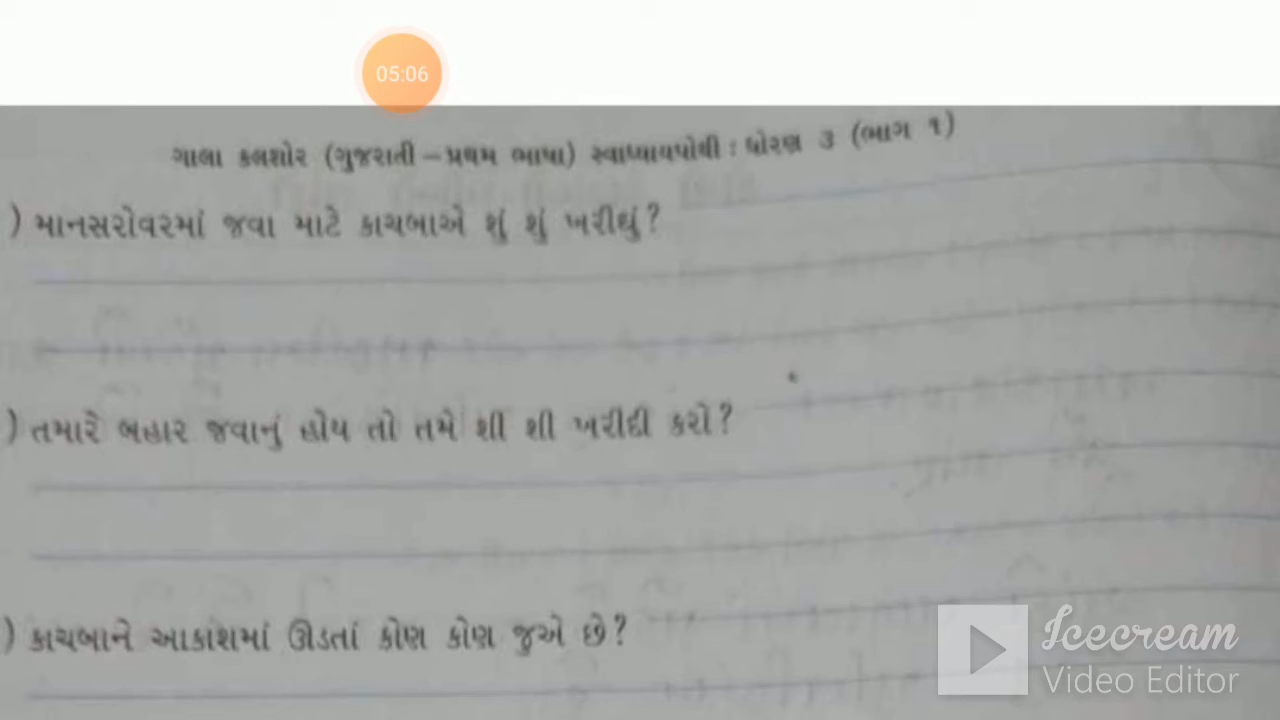 05:06
ગાલા કલશોર (ગુજરાતી – પ્રથમ ભાષા) સ્વાધ્યાયપોથી : ધોરણ ૩ (ભાગ ૧)
) માનસરોવરમાં જવા માટે કાચબાએ શું શું ખરીદ્યું?
) તમારે બહાર જવાનું હોય તો તમે શી શી ખરીદી કરો?
) કાચબાને આકાશમાં ઊડતાં કોણ કોણ જુએ છે?
Icecream
Video Editor